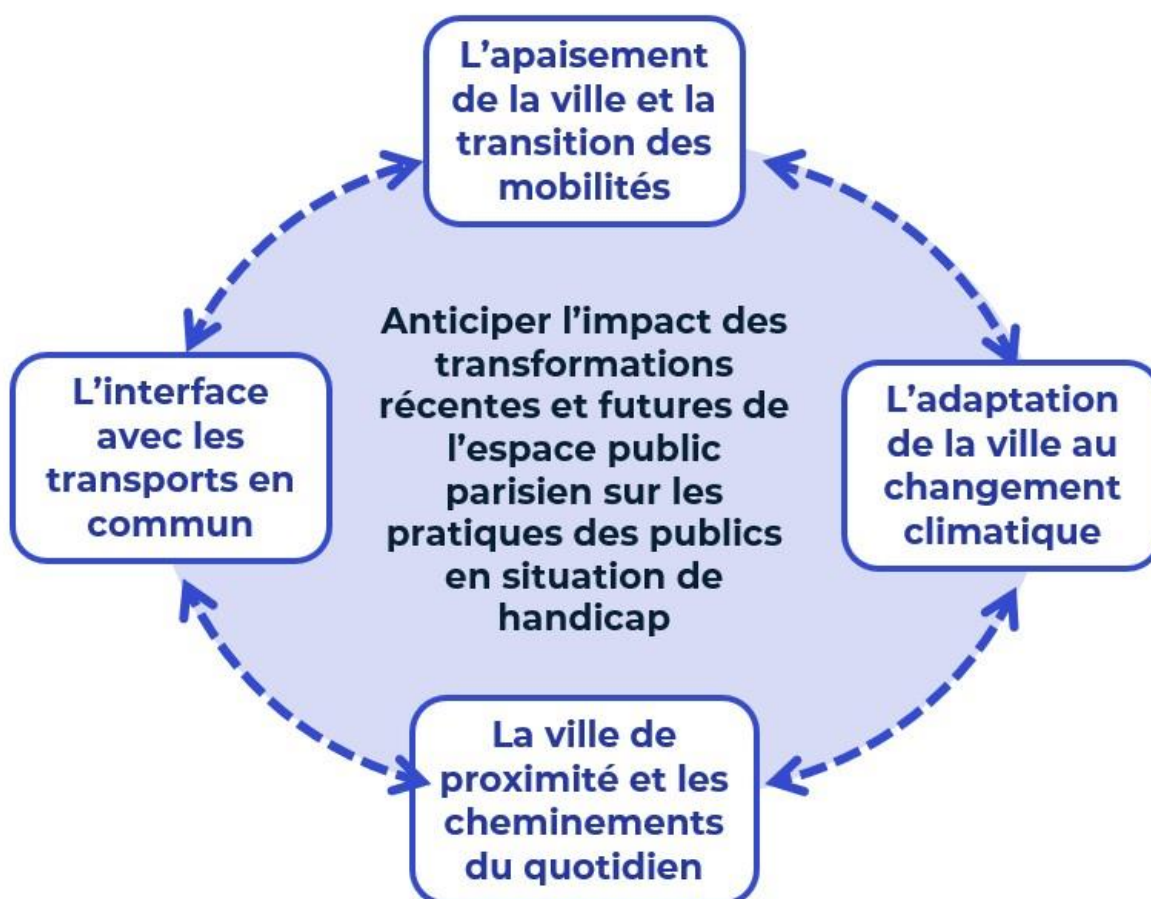 L’apaisement
de la ville et la
transition des
mobilités
Anticiper l’impact des
transformations
récentes et futures de
l’espace public
parisien sur les
pratiques des publics
en situation de
handicap
L’interface
avec les
transports en
commun
L’adaptation
de la ville au
changement
climatique
La ville de
proximité et les
cheminements
du quotidien